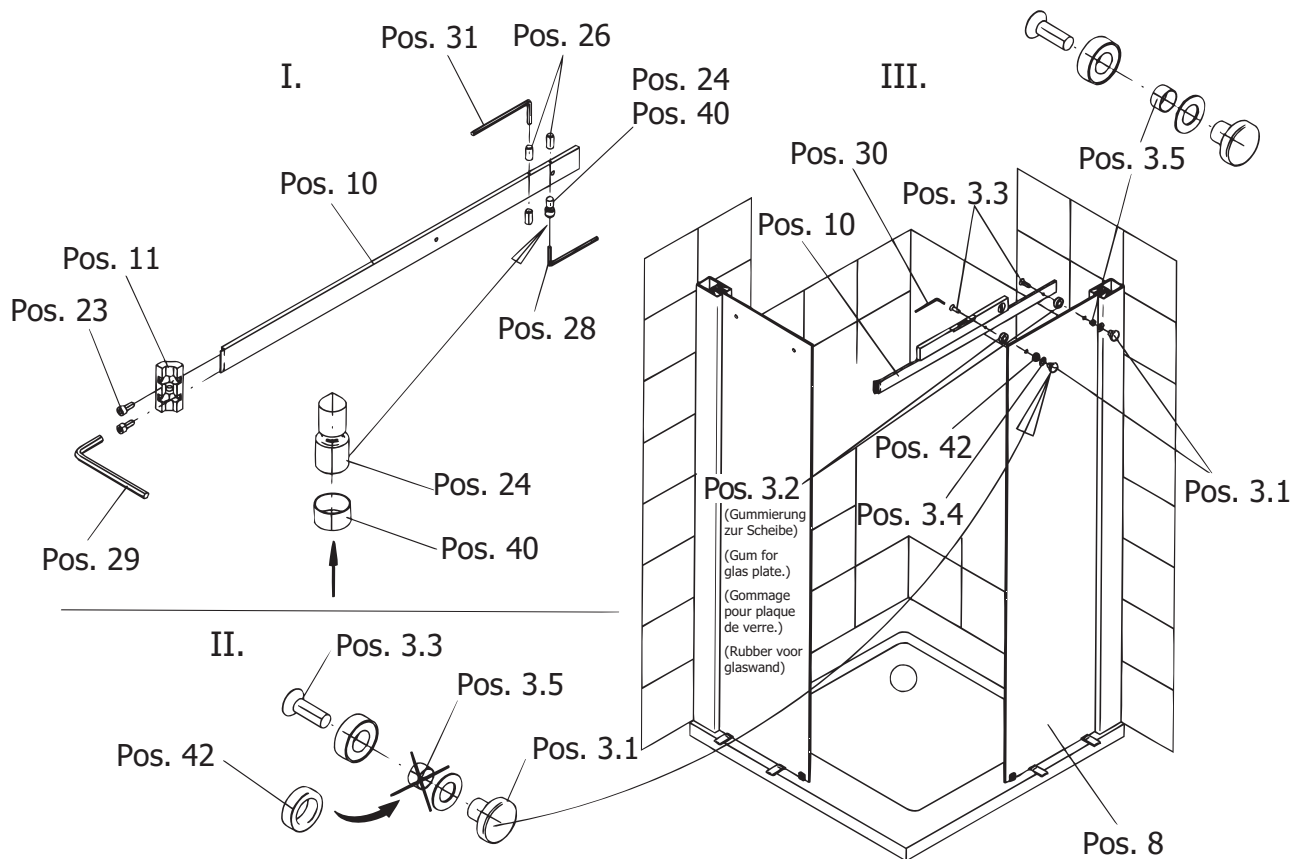 I.
Pos. 31
Pos. 26
Pos. 24
Pos. 40
Pos. 10
Pos. 11
Pos. 23
Pos. 28
Pos. 24
Pos. 40
Pos. 29
II.
Pos. 3.3
Pos. 3.5
Pos. 42
Pos. 3.1
III.
Pos. 30
Pos. 3.3
Pos. 3.5
Pos. 10
Pos. 42
Pos. 3.2
(Gummierung
zur Scheibe)
(Gum for
glas plate.)
(Gommage
pour plaque
de verre.)
(Rubber voor
glaswand)
Pos. 3.4
Pos. 3.1
Pos. 8